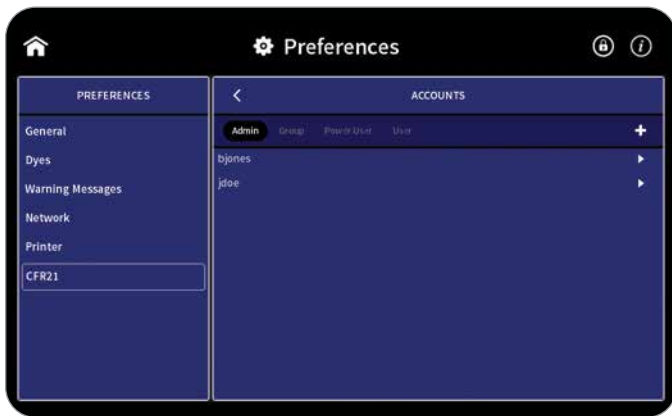 Preferences
PREFERENCES
ACCOUNTS
General
Dyes
Warning Messages
Network
Printer
CFR21
Admin Group Power User User
bjones
jdoe